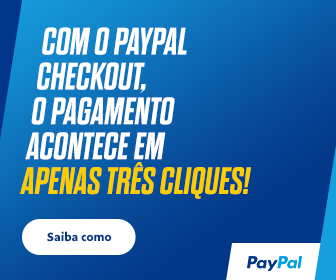 COM O PAYPAL
CHECKOUT,
O PAGAMENTO
ACONTECE EM
APENAS TRÊS CLIQUES!
Saiba como
PayPal